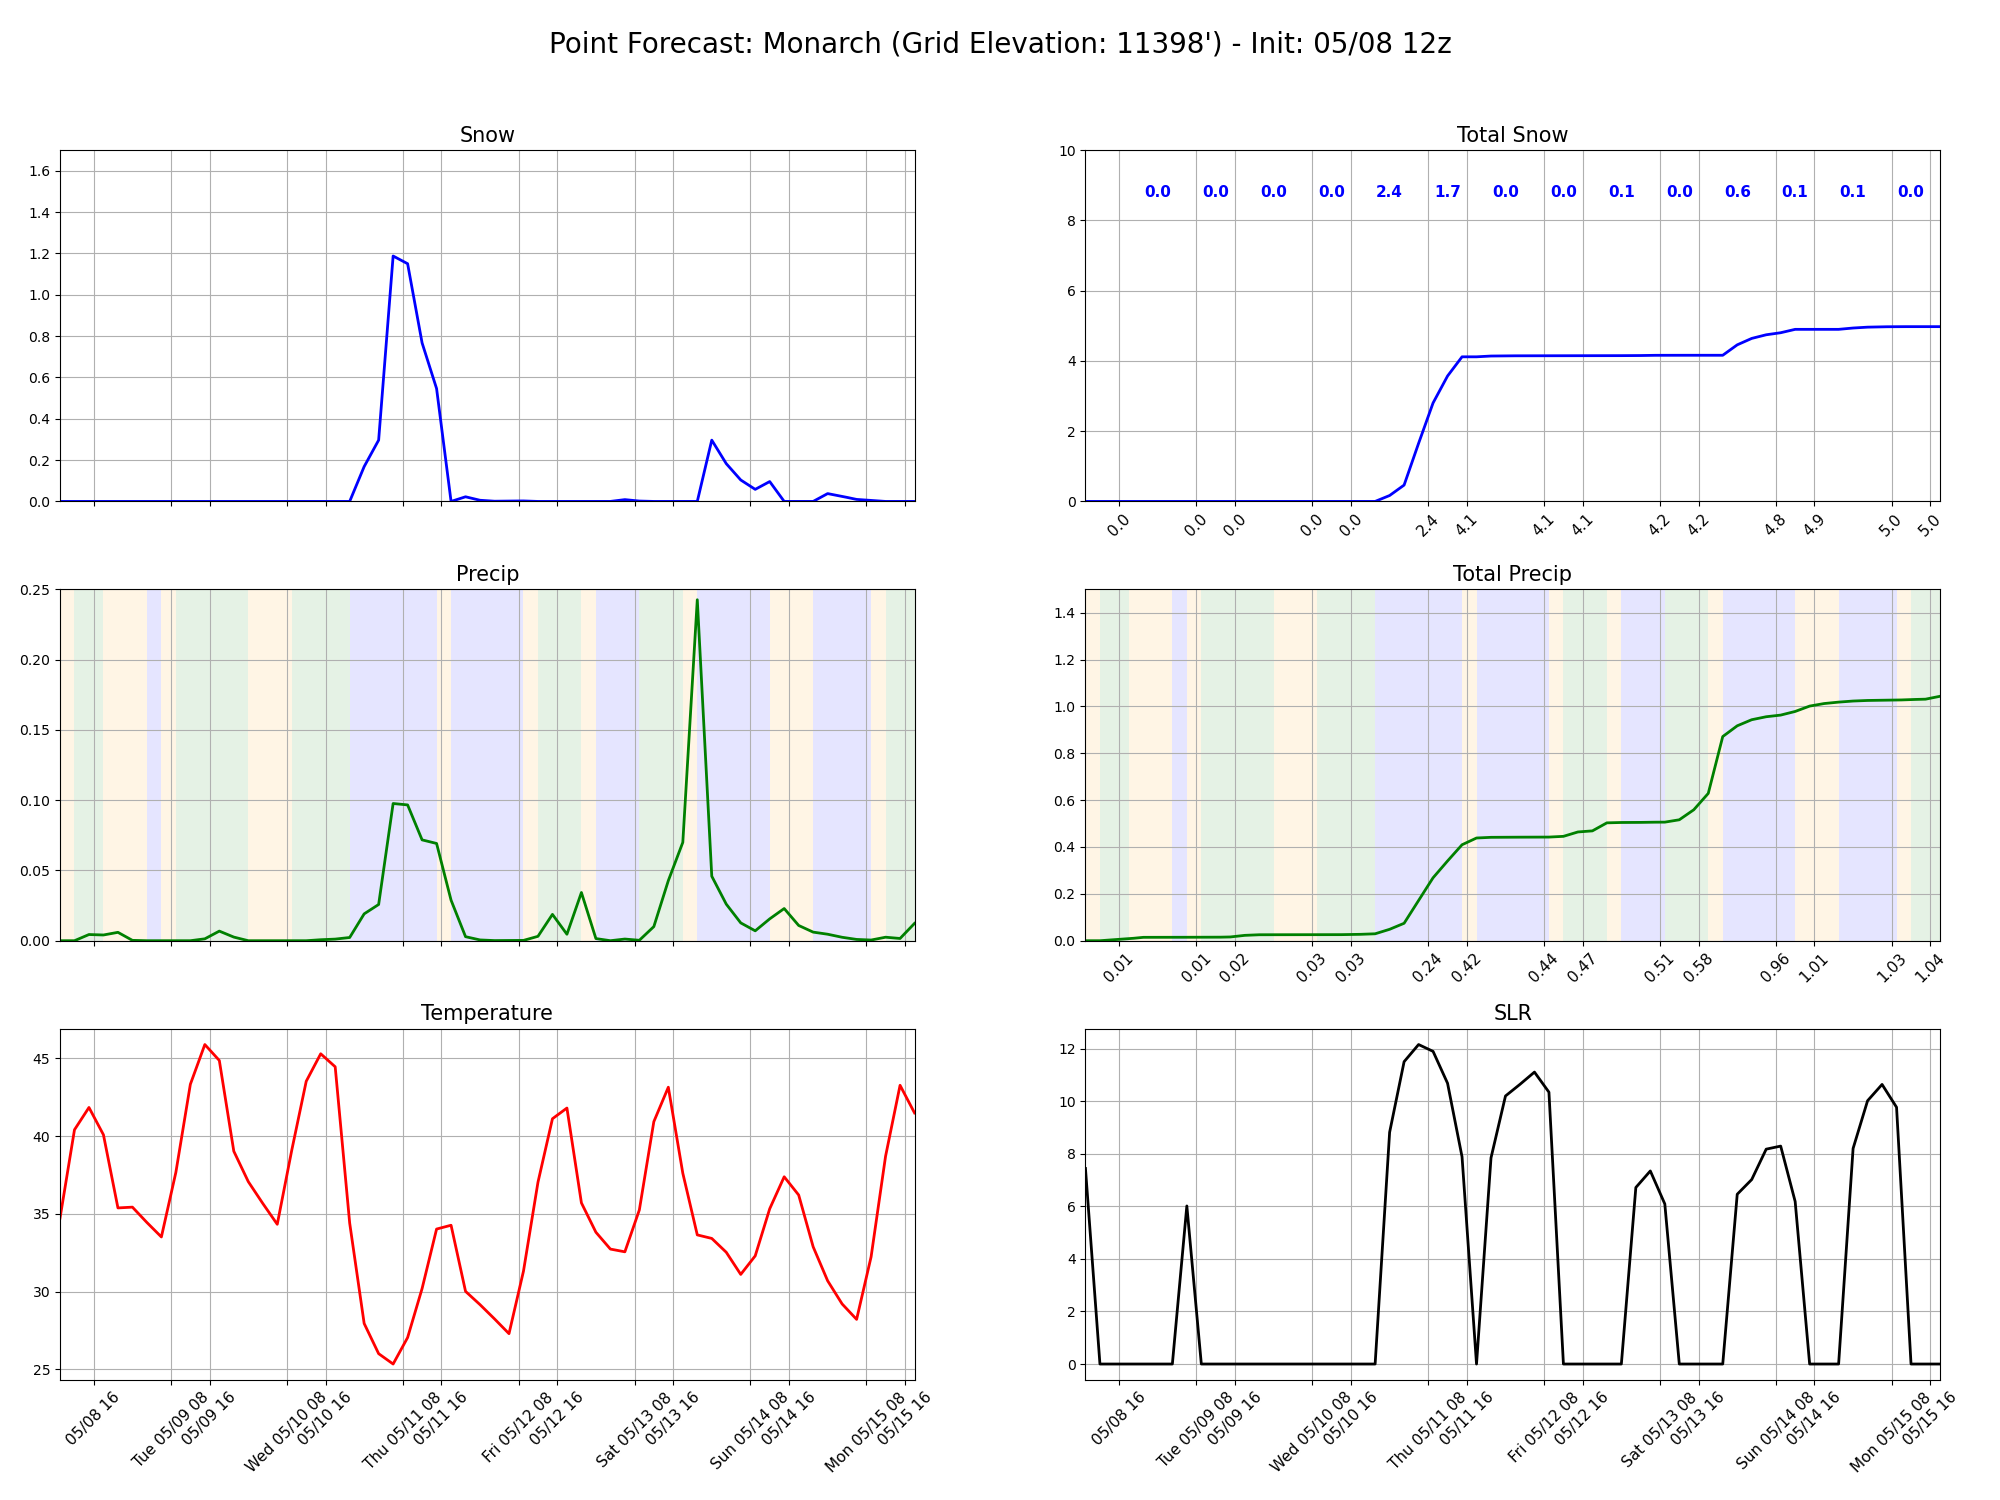 Point Forecast: Monarch (Grid Elevation: 11398') - Init: 05/08 12z
Snow
1.6
1.4
1.2
1.0
0.8
0.6
0.4
0.2
0.0
Total Snow
10
8
6
4
2
0
0.0 0.0 0.0 0.0 2.4 1.7 0.0 0.0 0.1 0.0 0.6 0.1 0.1 0.0
0.0 0.0 0.0 0.0 0.0 2.4 4.1 4.1 4.1 4.2 4.2 4.8 4.9 5.0 5.0
Precip
0.25
0.20
0.15
0.10
0.05
0.00
Total Precip
1.4
1.2
1.0
0.8
0.6
0.4
0.2
0.0
0.01 0.01 0.02 0.03 0.03 0.24 0.42 0.44 0.47 0.51 0.58 0.96 1.01 1.03 1.04
Temperature
45
40
35
30
25
05/08 16
Tue 05/09 08
05/09 16
Wed 05/10 08
05/10 16
Thu 05/11 08
05/11 16
Fri 05/12 08
05/12 16
Sat 05/13 08
05/13 16
Sun 05/14 08
05/14 16
Mon 05/15 08
05/15 16
SLR
12
10
8
6
4
2
0
05/08 16
Tue 05/09 08
05/09 16
Wed 05/10 08
05/10 16
Thu 05/11 08
05/11 16
Fri 05/12 08
05/12 16
Sat 05/13 08
05/13 16
Sun 05/14 08
05/14 16
Mon 05/15 08
05/15 16